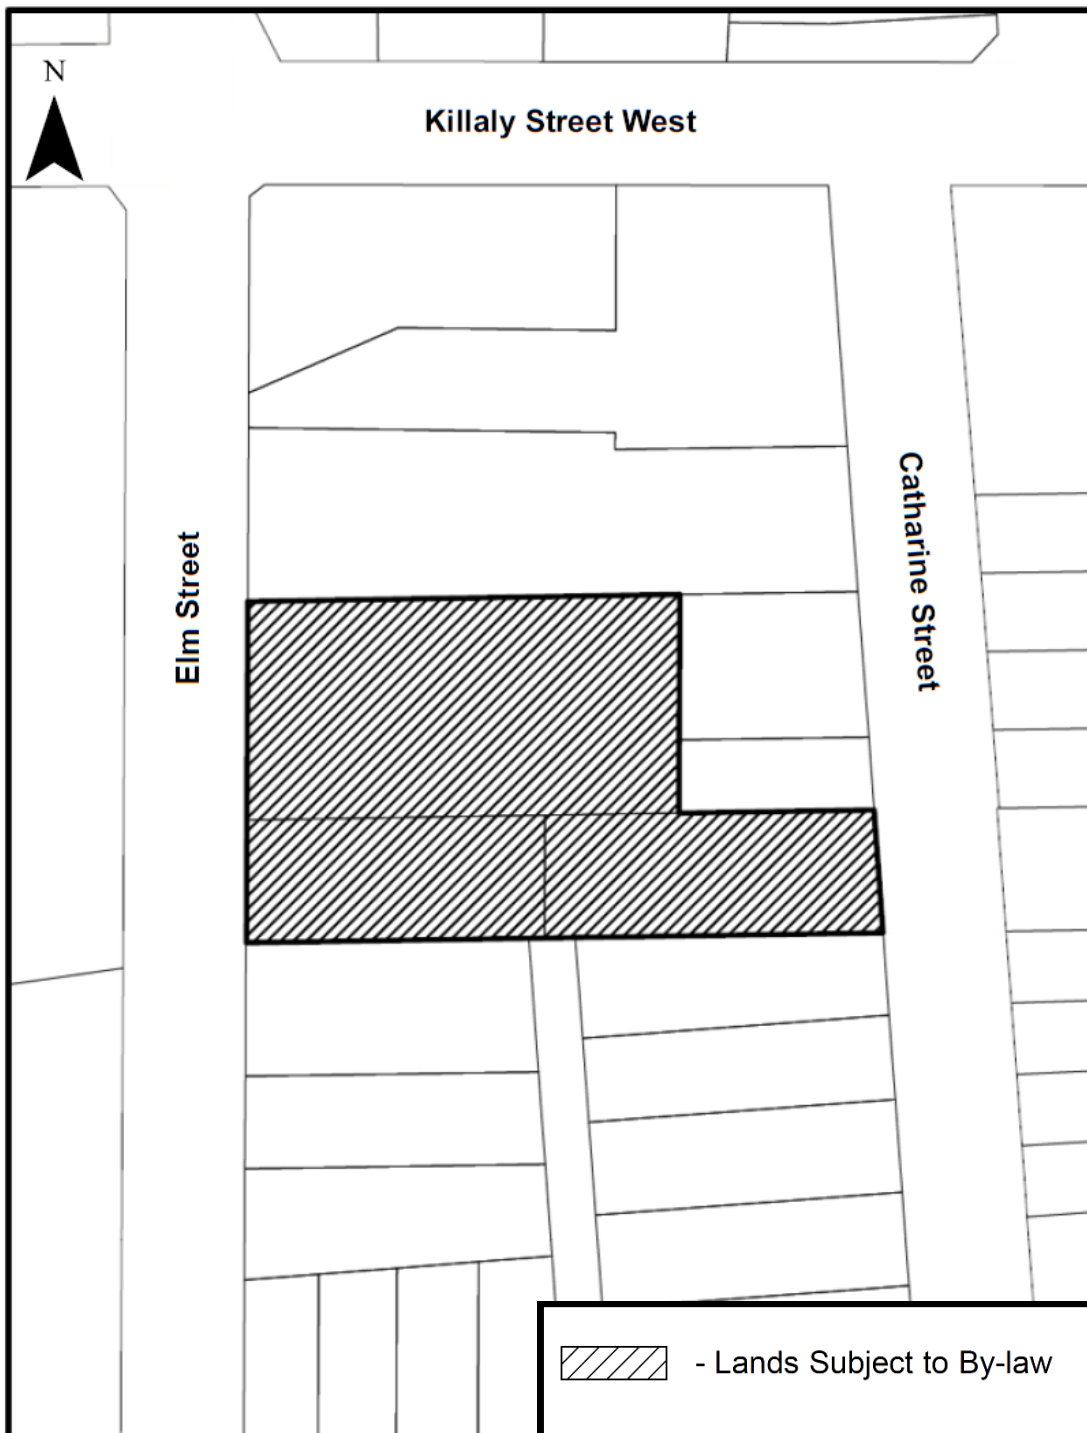 N
Killaly Street West
Elm Street
Catharine Street
- Lands Subject to By-law